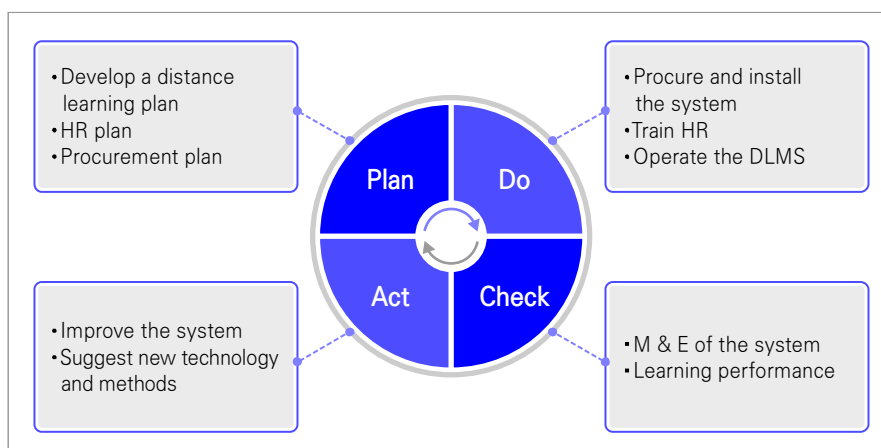 • Develop a distance
learning plan
• HR plan
• Procurement plan
• Procure and install
the system
• Train HR
• Operate the DLMS
Plan
Do
Act
Check
• Improve the system
• Suggest new technology
and methods
• M & E of the system
• Learning performance